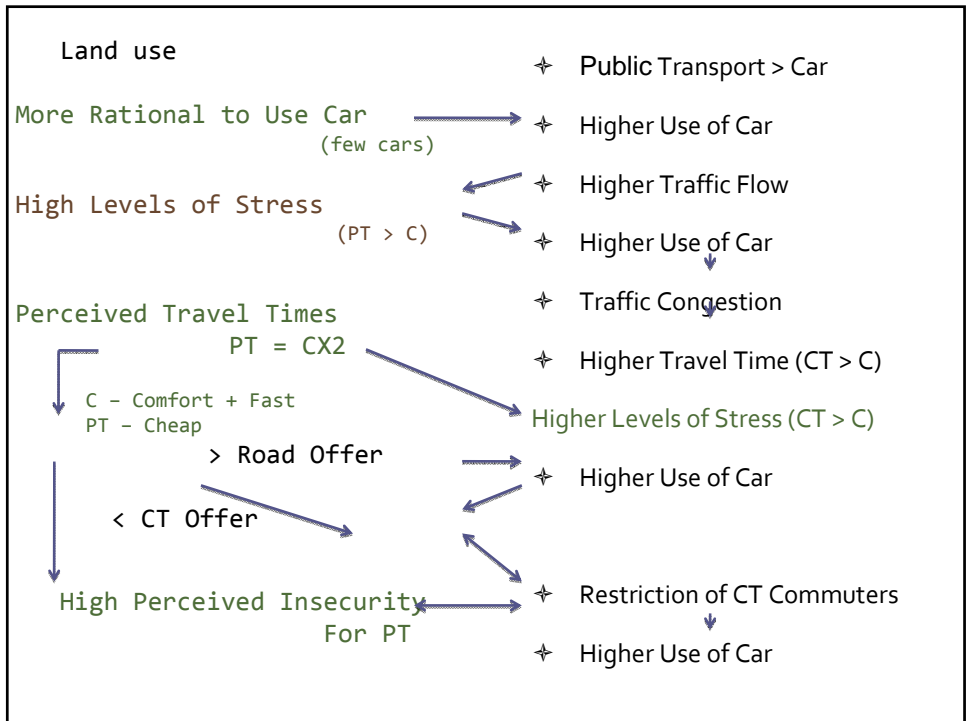 Land use
More Rational to Use Car
(few cars)
High Levels of Stress
(PT > C)
Perceived Travel Times
PT = CX2
C – Comfort + Fast
PT – Cheap
> Road Offer
< CT Offer
High Perceived Insecurity
For PT
Public Transport > Car
Higher Use of Car
Higher Traffic Flow
Higher Use of Car
Traffic Congestion
Higher Travel Time (CT > C)
Higher Levels of Stress (CT > C)
Higher Use of Car
Restriction of CT Commuters
Higher Use of Car